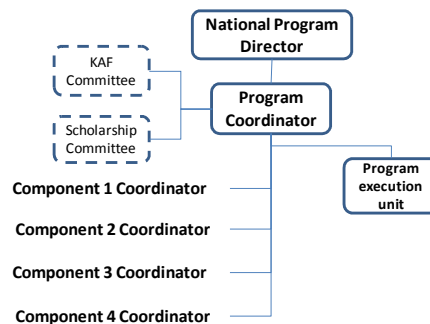 National Program
Director
KAF
Committee
Program
Coordinator
Scholarship
Committee
Program
execution
unit
Component 1 Coordinator
Component 2 Coordinator
Component 3 Coordinator
Component 4 Coordinator